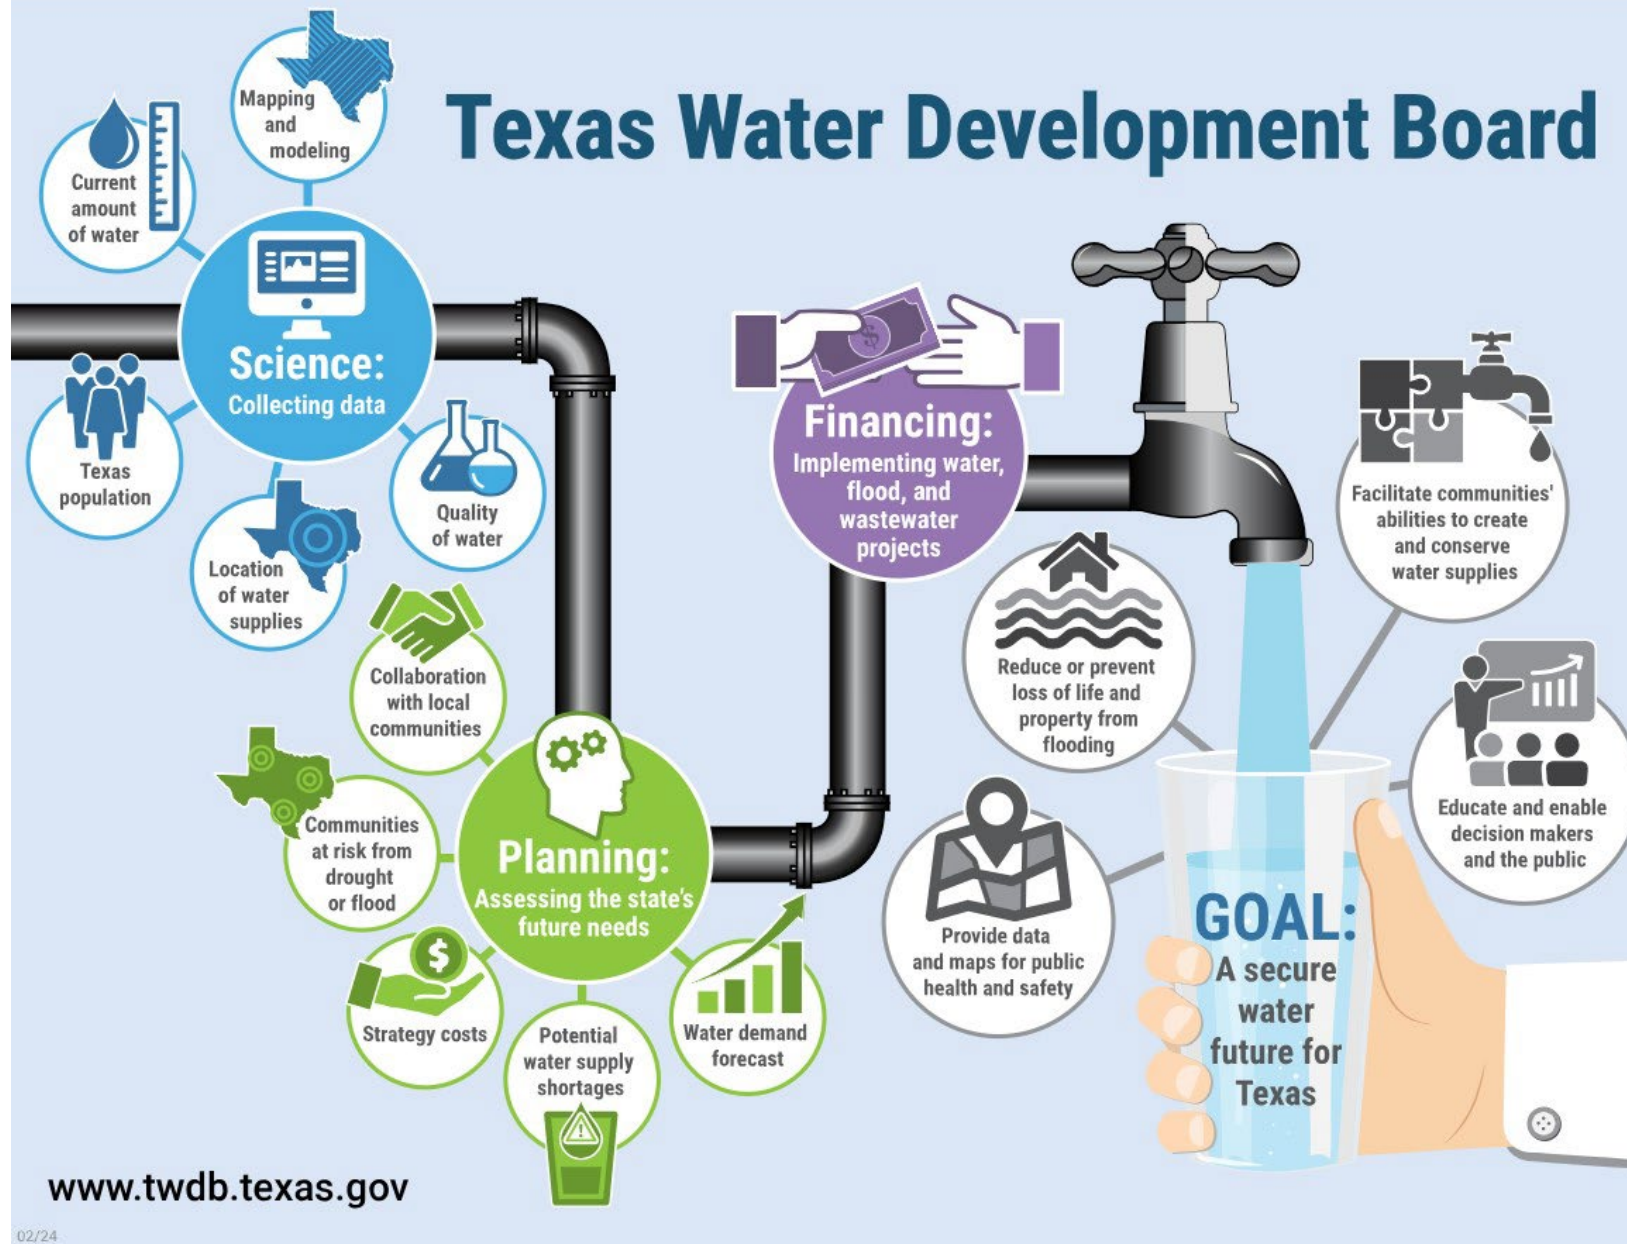 Texas Water Development Board
Mapping
and
modeling
Current
amount
of water
Science:
Collecting data
Texas
population
Quality
of water
Location
of water
supplies
Collaboration
with local
communities
Communities
at risk from
drought
or flood
Planning:
Assessing the state's
future needs
$
Strategy costs
Potential
water supply
shortages
!
Water demand
forecast
$
Financing:
Implementing water,
flood, and
wastewater
projects
Facilitate communities'
abilities to create
and conserve
water supplies
Reduce or prevent
loss of life and
property from
flooding
Educate and enable
decision makers
and the public
Provide data
and maps for public
health and safety
GOAL:
A secure
water
future for
Texas
www.twdb.texas.gov
02/24